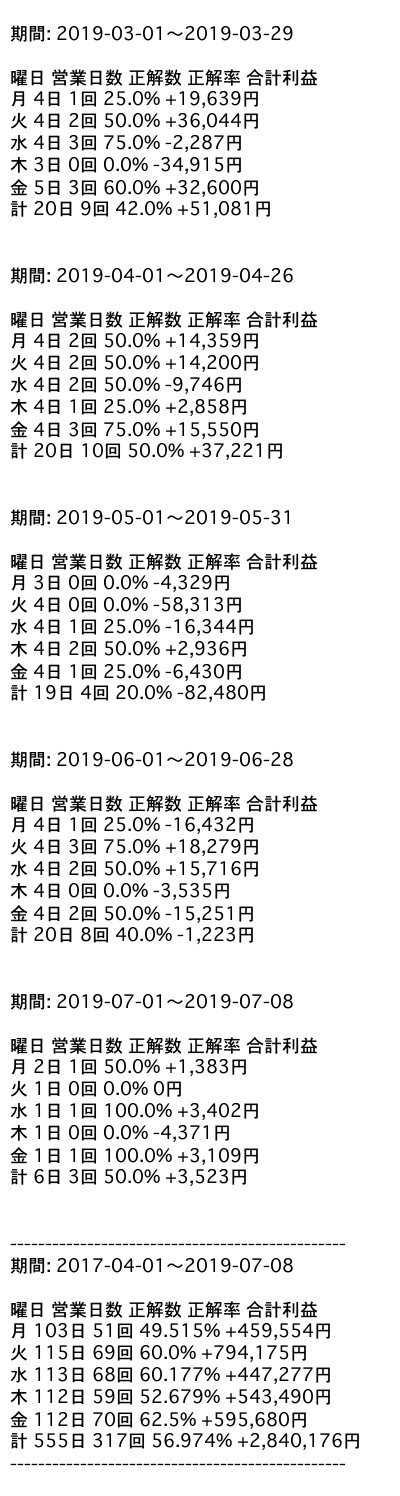 期間: 2019-03-01～2019-03-29
曜日 営業日数 正解数 正解率 合計利益
月 4日 1回 25.0% +19,639円
火 4日 2回 50.0% +36,044円
水 4日 3回 75.0% -2,287円
木 3日 0回 0.0% -34,915円
金 5日 3回 60.0% +32,600円
計 20日 9回 42.0% +51,081円
期間: 2019-04-01～2019-04-26
曜日 営業日数 正解数 正解率 合計利益
月 4日 2回 50.0% +14,359円
火 4日 2回 50.0% +14,200円
水 4日 2回 50.0% -9,746円
木 4日 1回 25.0% +2,858円
金 4日 3回 75.0% +15,550円
計 20日 10回 50.0% +37,221円
期間: 2019-05-01～2019-05-31
曜日 営業日数 正解数 正解率 合計利益
月 3日 0回 0.0% -4,329円
火 4日 0回 0.0% -58,313円
水 4日 1回 25.0% -16,344円
木 4日 2回 50.0% +2,936円
金 4日 1回 25.0% -6,430円
計 19日 4回 20.0% -82,480円
期間: 2019-06-01～2019-06-28
曜日 営業日数 正解数 正解率 合計利益
月 4日 1回 25.0% -16,432円
火 4日 3回 75.0% +18,279円
水 4日 2回 50.0% +15,716円
木 4日 0回 0.0% -3,535円
金 4日 2回 50.0% -15,251円
計 20日 8回 40.0% -1,223円
期間: 2019-07-01～2019-07-08
曜日 営業日数 正解数 正解率 合計利益
月 2日 1回 50.0% +1,383円
火 1日 0回 0.0% 0円
水 1日 1回 100.0% +3,402円
木 1日 0回 0.0% -4,371円
金 1日 1回 100.0% +3,109円
計 6日 3回 50.0% +3,523円
------------------------------------------------
期間: 2017-04-01～2019-07-08
曜日 営業日数 正解数 正解率 合計利益
月 103日 51回 49.515% +459,554円
火 115日 69回 60.0% +794,175円
水 113日 68回 60.177% +447,277円
木 112日 59回 52.679% +543,490円
金 112日 70回 62.5% +595,680円
計 555日 317回 56.974% +2,840,176円
------------------------------------------------